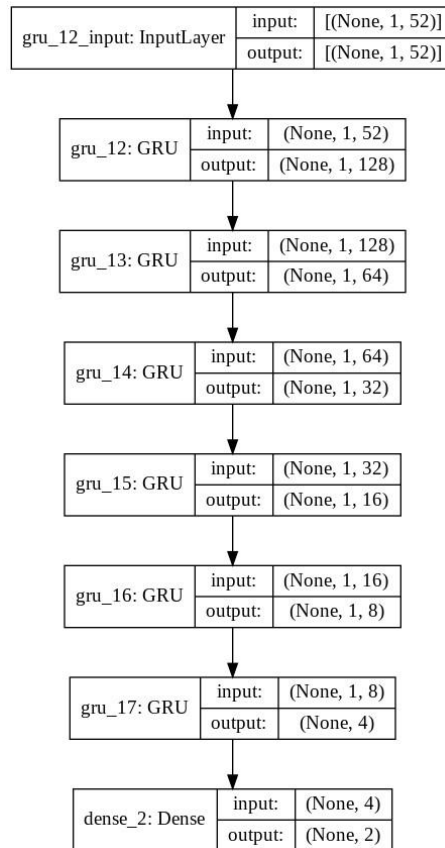 gru_12_input: InputLayer
input: [(None, 1, 52)]
output: [(None, 1, 52)]
gru_12: GRU
input: (None, 1, 52)
output: (None, 1, 128)
gru_13: GRU
input: (None, 1, 128)
output: (None, 1, 64)
gru_14: GRU
input: (None, 1, 64)
output: (None, 1, 32)
gru_15: GRU
input: (None, 1, 32)
output: (None, 1, 16)
gru_16: GRU
input: (None, 1, 16)
output: (None, 1, 8)
gru_17: GRU
input: (None, 1, 8)
output: (None, 4)
dense_2: Dense
input: (None, 4)
output: (None, 2)